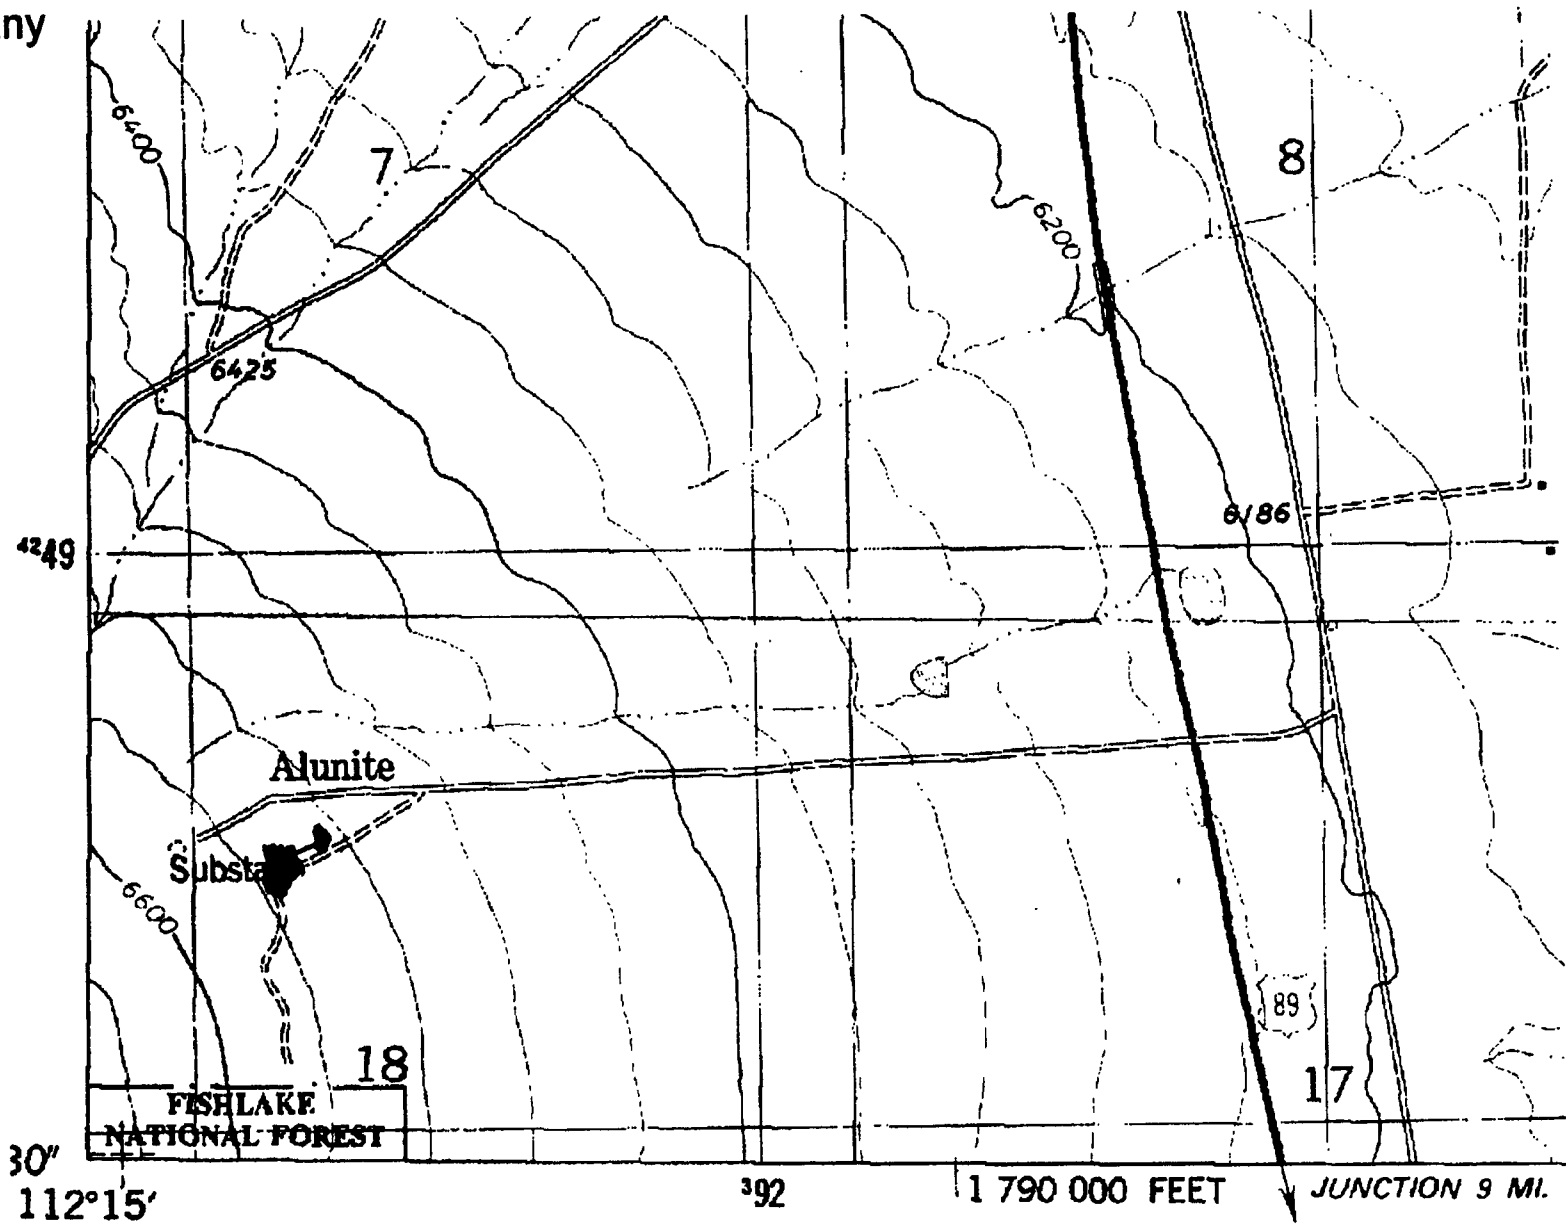 ny
6400
7
8
6200
6425
6186
4249
Alunite
Substa
6600
89
18
17
FISHLAKE
NATIONAL FOREST
30″
112°15′
392
1 790 000 FEET
JUNCTION 9 MI.